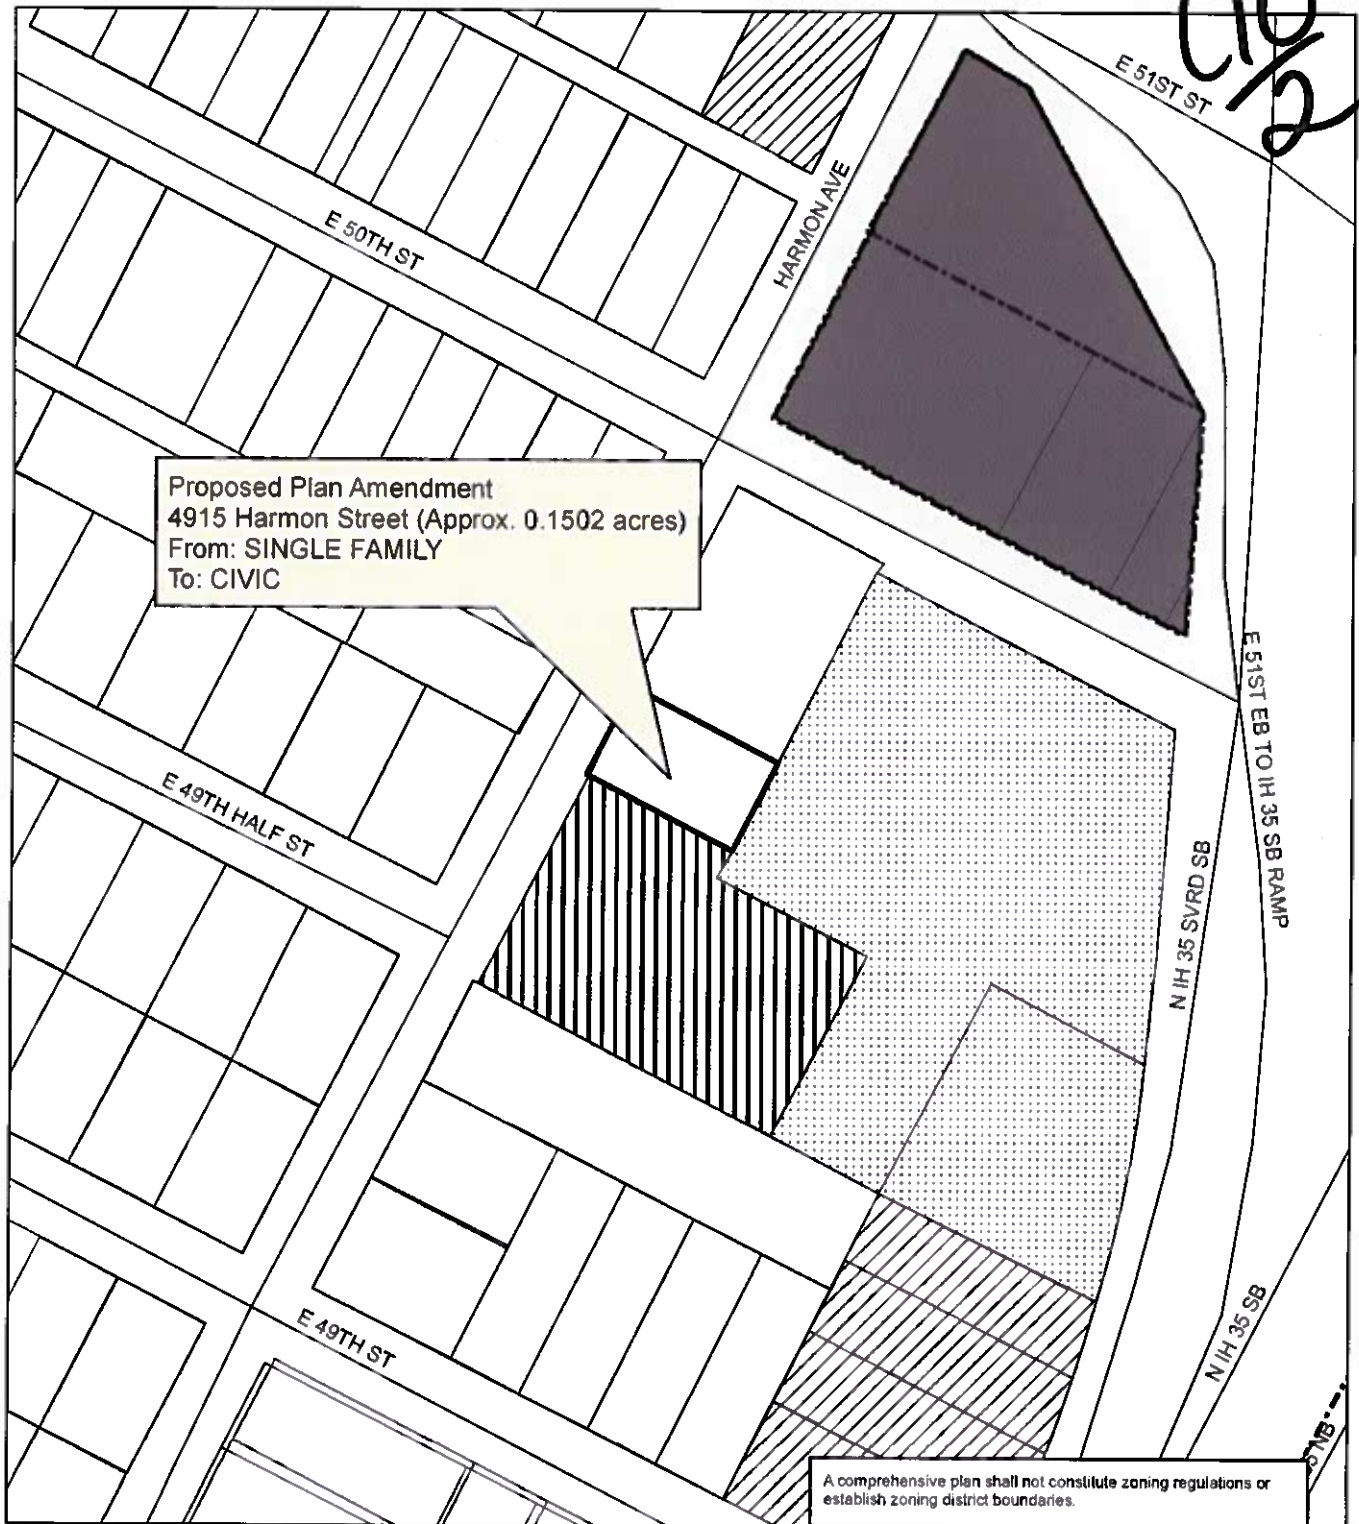 C10/2
E 51ST ST
HARMON AVE
E 50TH ST
Proposed Plan Amendment
4915 Harmon Street (Approx. 0.1502 acres)
From: SINGLE FAMILY
To: CIVIC
E 51ST EB TO IH 35 SB RAMP
E 49TH HALF ST
N IH 35 SVRD SB
N IH 35 SB
E 49TH ST
A comprehensive plan shall not constitute zoning regulations or
establish zoning district boundaries.